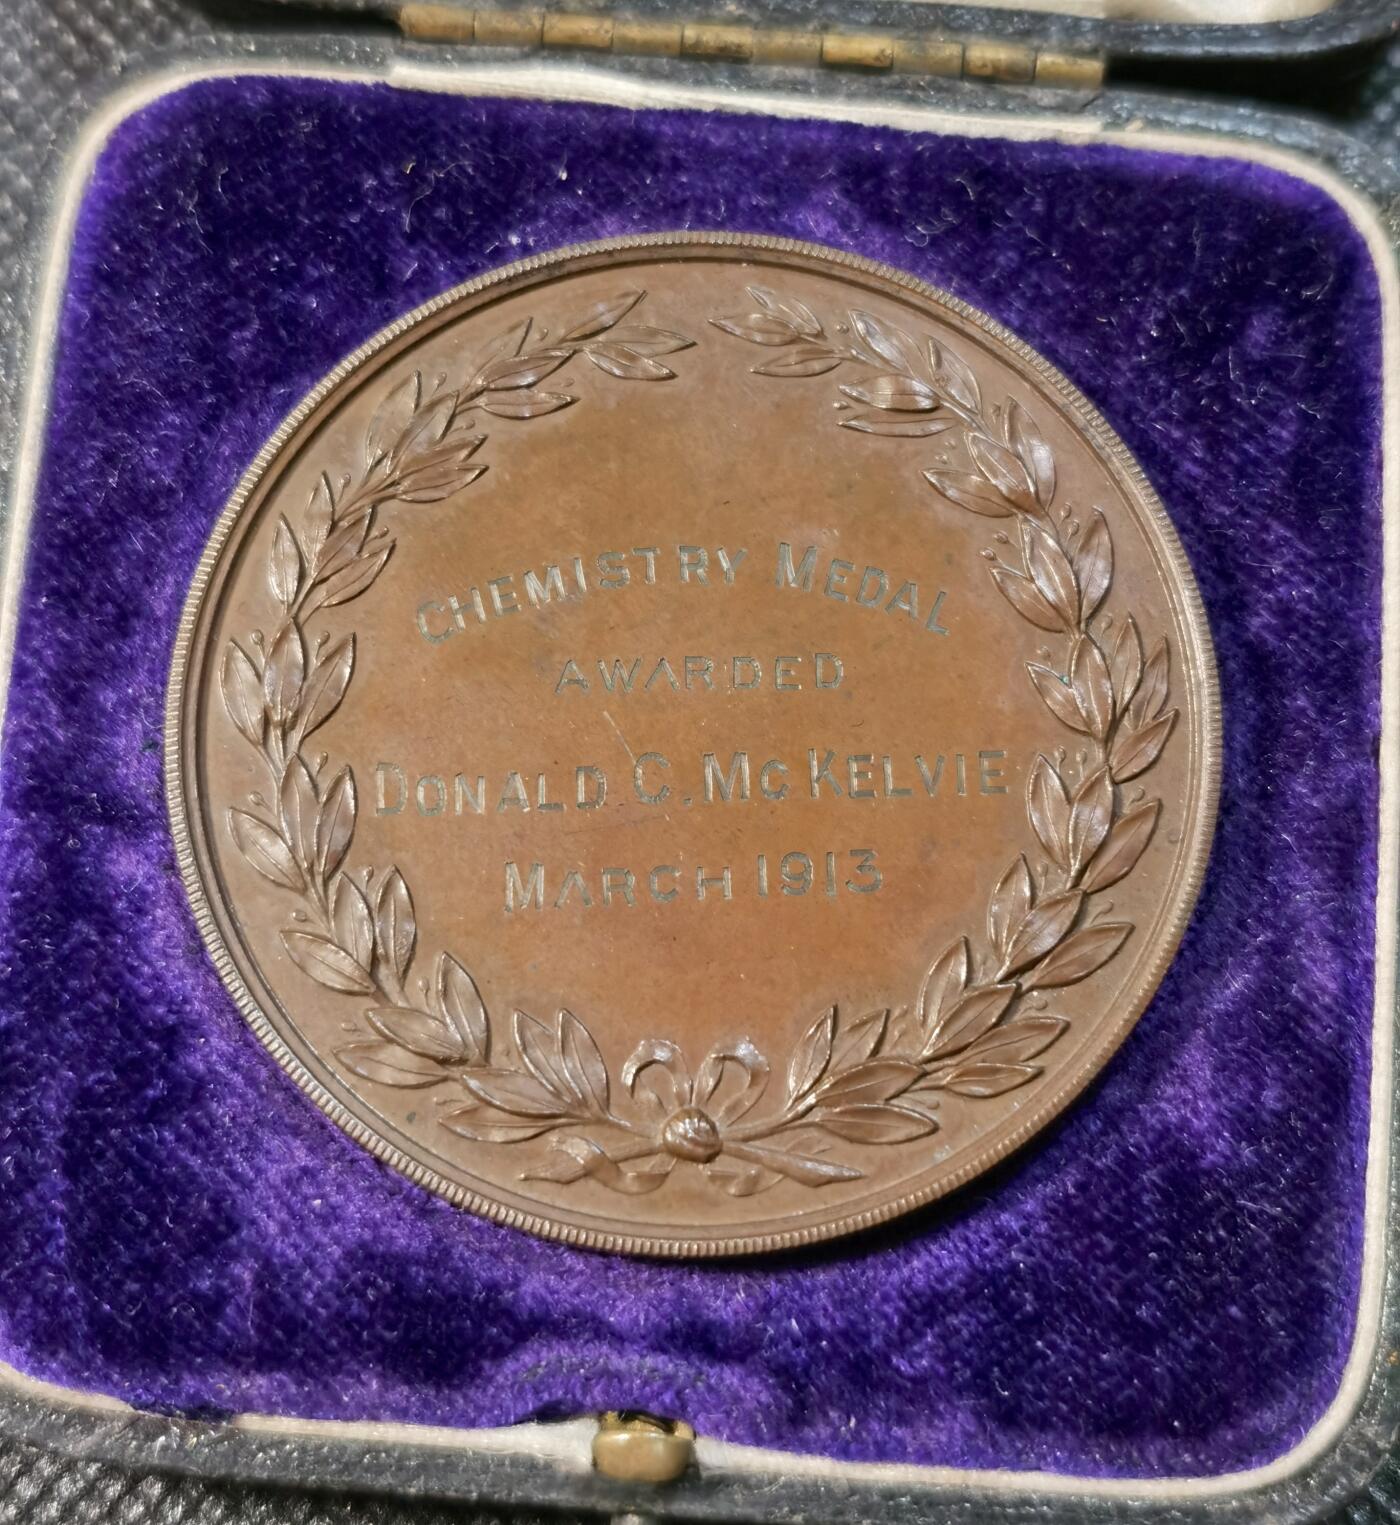 CHEMISTRY MEDAL
AWARDED
DONALD C. MCKELVIE
MARCH 1913